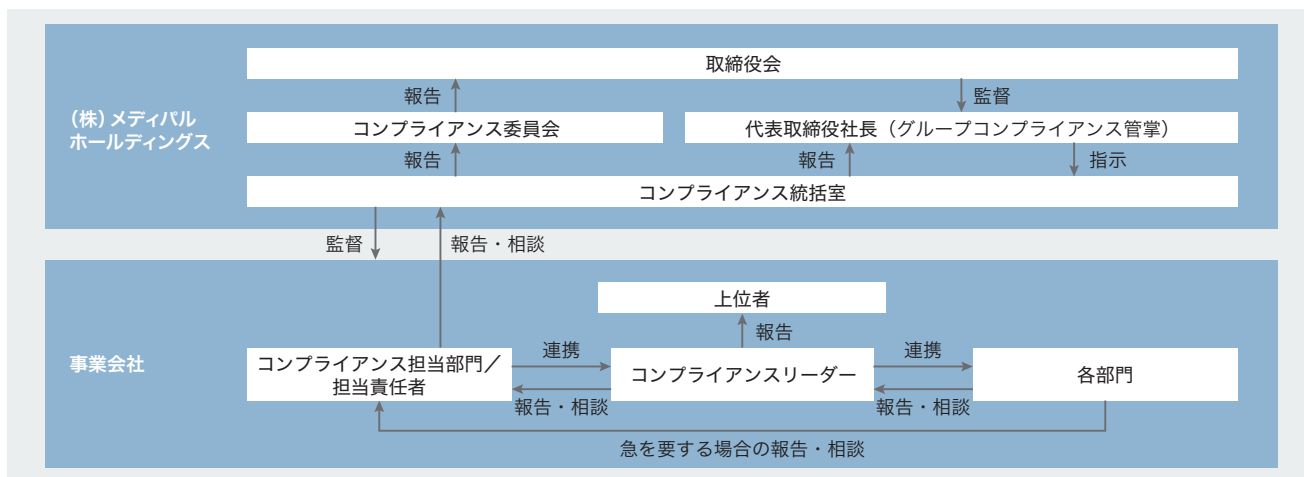 取締役会
報告
監督
(株)メディパル
ホールディングス
コンプライアンス委員会
代表取締役社長(グループコンプライアンス管掌)
報告
報告
指示
コンプライアンス統括室
監督
報告・相談
上位者
報告
事業会社
コンプライアンス担当部門/
担当責任者
連携
コンプライアンスリーダー
連携
各部門
報告・相談
報告・相談
急を要する場合の報告・相談